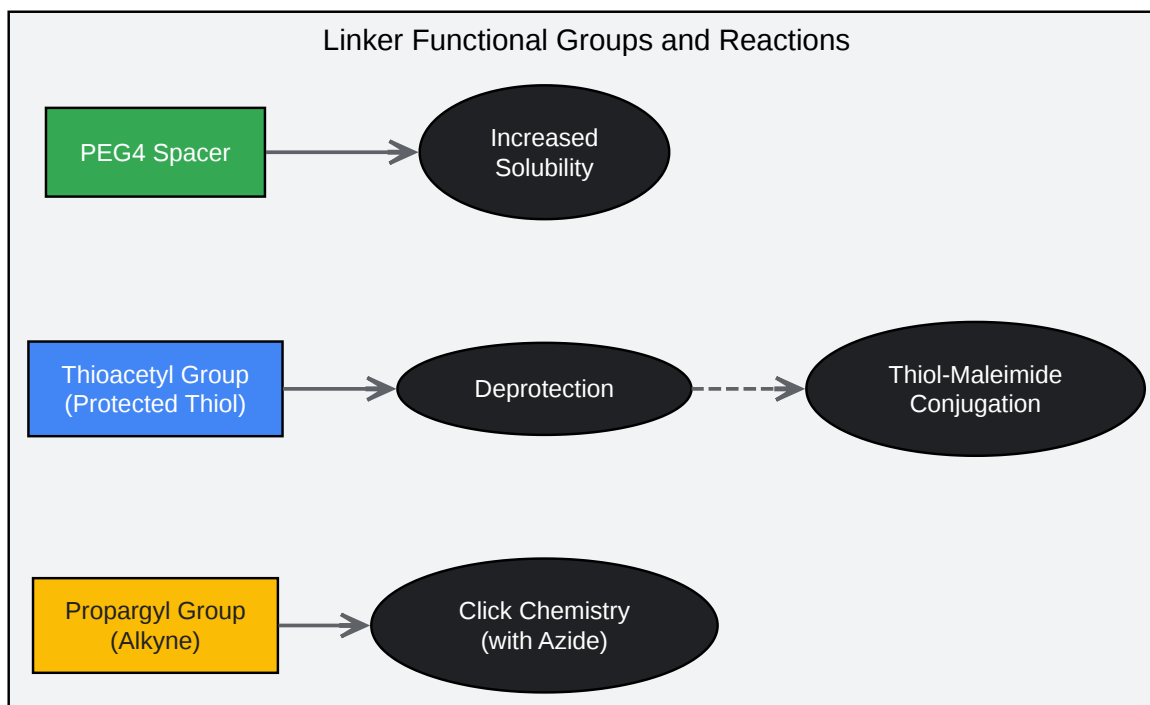 Linker Functional Groups and Reactions
PEG4 Spacer
Increased
Solubility
Thioacetyl Group
(Protected Thiol)
Deprotection
Thiol-Maleimide
Conjugation
Propargyl Group
(Alkyne)
Click Chemistry
(with Azide)